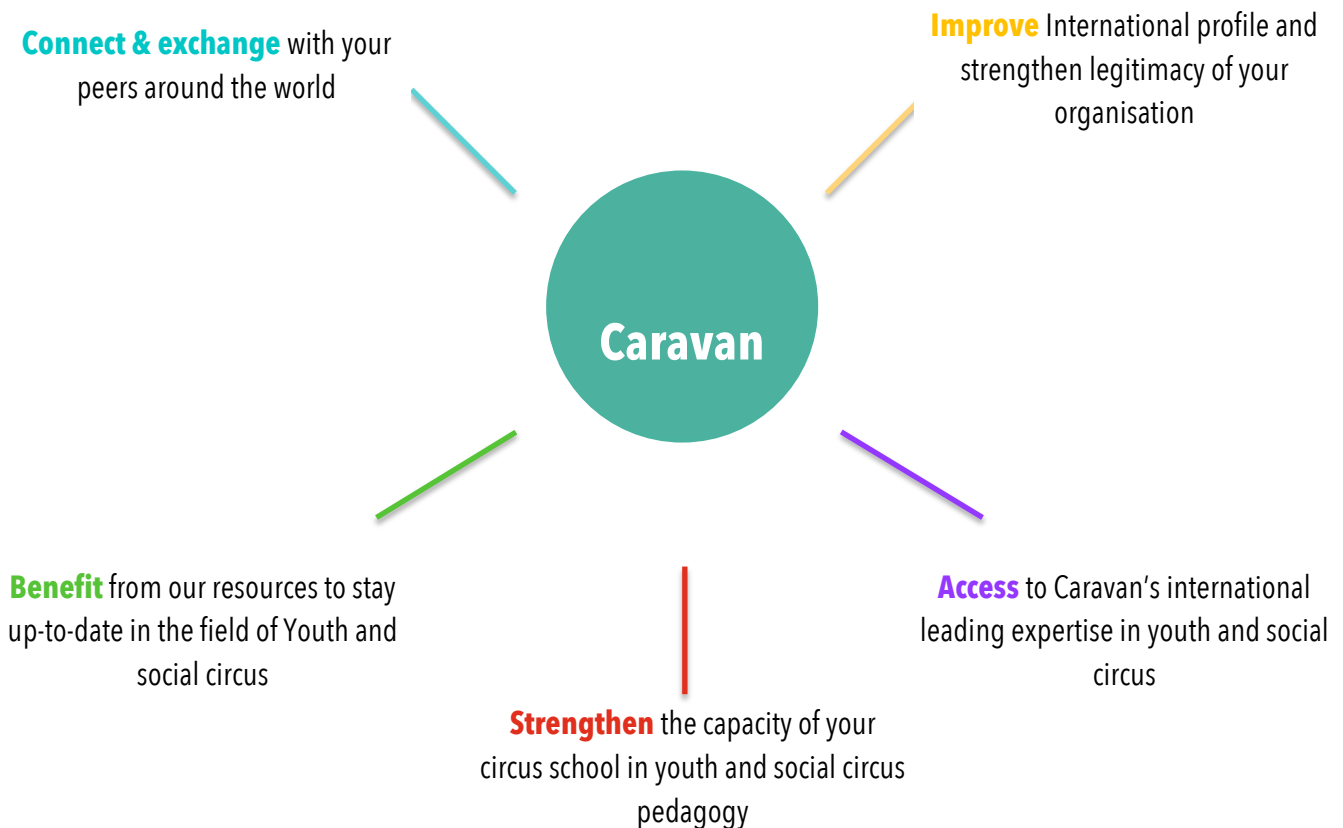 Connect & exchange with your
peers around the world
Improve International profile and
strengthen legitimacy of your
organisation
Caravan
Benefit from our resources to stay
up-to-date in the field of Youth and
social circus
Access to Caravan’s international
leading expertise in youth and social
circus
Strengthen the capacity of your
circus school in youth and social circus
pedagogy